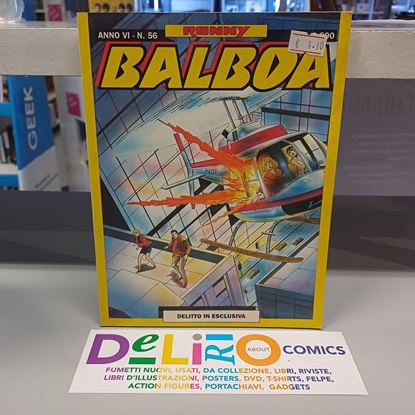 RONNY
ANNO VI - N. 56
€ 1.10
BALBOA
DELITTO IN ESCLUSIVA
GEEK
DeLiRiO ABOUT COMICS
FUMETTI NUOVI, USATI, DA COLLEZIONE, LIBRI, RIVISTE,
LIBRI D'ILLUSTRAZIONI, POSTERS, DVD, T-SHIRTS, FELPE,
ACTION FIGURES, PORTACHIAVI, GADGETS